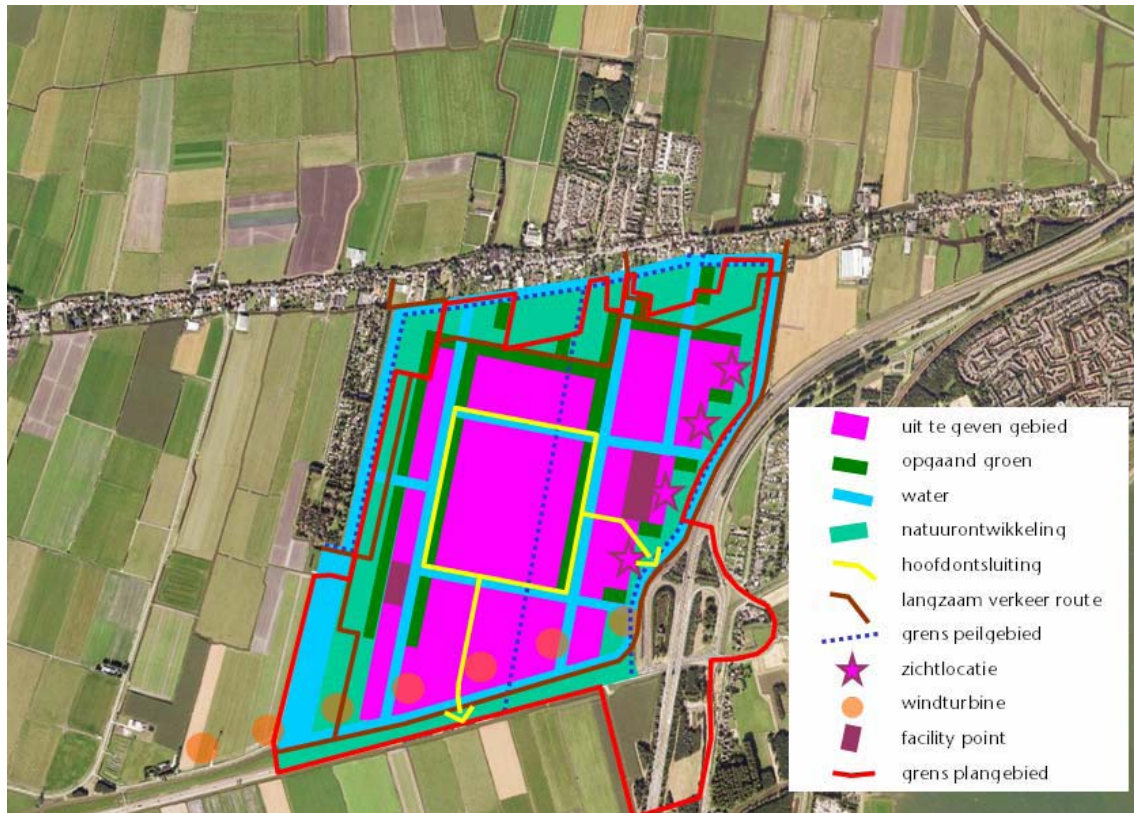 uit te geven gebied
opgaand groen
water
natuurontwikkeling
hoofdontsluiting
langzaam verkeer route
grens peilgebied
zichtlocatie
windturbine
facility point
grens plangebied